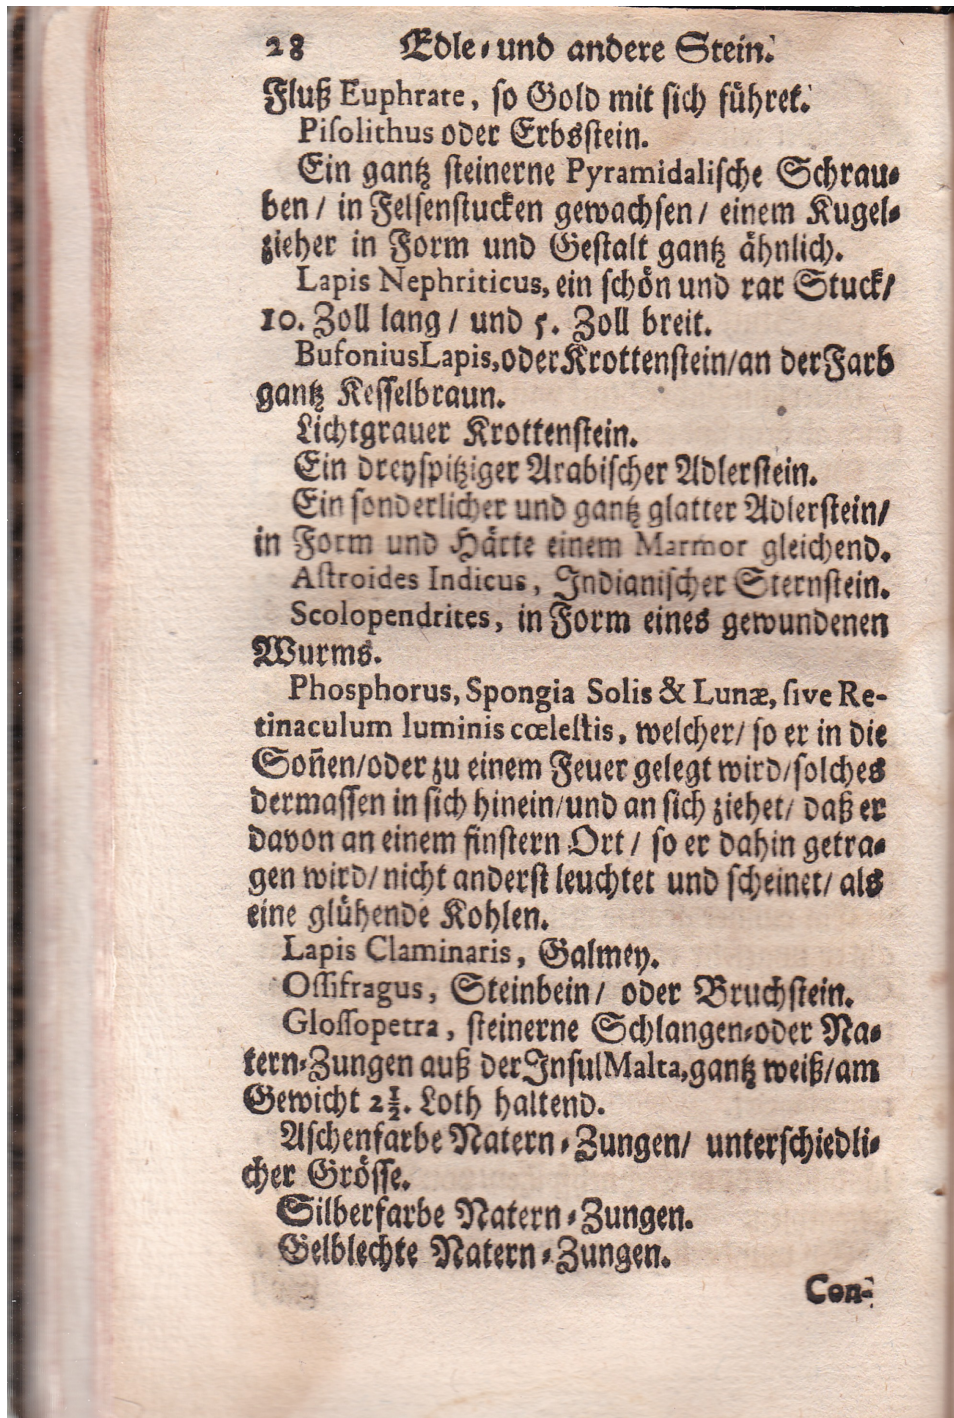 28 Edle- und andere Stein.
Fluß Euphrate, so Gold mit sich führet.
Pisolithus oder Erbsstein.
Ein gantz steinerne Pyramidalische Schrau-
ben / in Felsenstucken gewachsen / einem Kugel-
zieher in Form und Gestalt gantz ähnlich.
Lapis Nephriticus, ein schön und rar Stuck /
10. Zoll lang / und 5. Zoll breit.
Bufonius Lapis, oder Krottenstein / an der Farb
gantz Kesselbraun.
Lichtgrauer Krottenstein.
Ein dreyspitziger Arabischer Adlerstein.
Ein sonderlicher und gantz glatter Adlerstein /
in Form und Härte einem Marmor gleichend.
Astroides Indicus, Indianischer Sternstein.
Scolopendrites, in Form eines gewundenen
Wurms.
Phosphorus, Spongia Solis & Lunæ, sive Re-
tinaculum luminis cœlestis, welcher / so er in die
Soñen / oder zu einem Feuer gelegt wird / solches
dermassen in sich hinein / und an sich ziehet / daß er
davon an einem finstern Ort / so er dahin getra-
gen wird / nicht anderst leuchtet und scheinet / als
eine glühende Kohlen.
Lapis Claminaris, Galmey.
Ossifragus, Steinbein / oder Bruchstein.
Glossopetra, steinerne Schlangen- oder Na-
tern-Zungen auß der Insul Malta, gantz weiß / am
Gewicht 2½. Loth haltend.
Aschenfarbe Natern-Zungen / unterschiedli-
cher Grösse.
Silberfarbe Natern-Zungen.
Gelblechte Natern-Zungen.
Con-